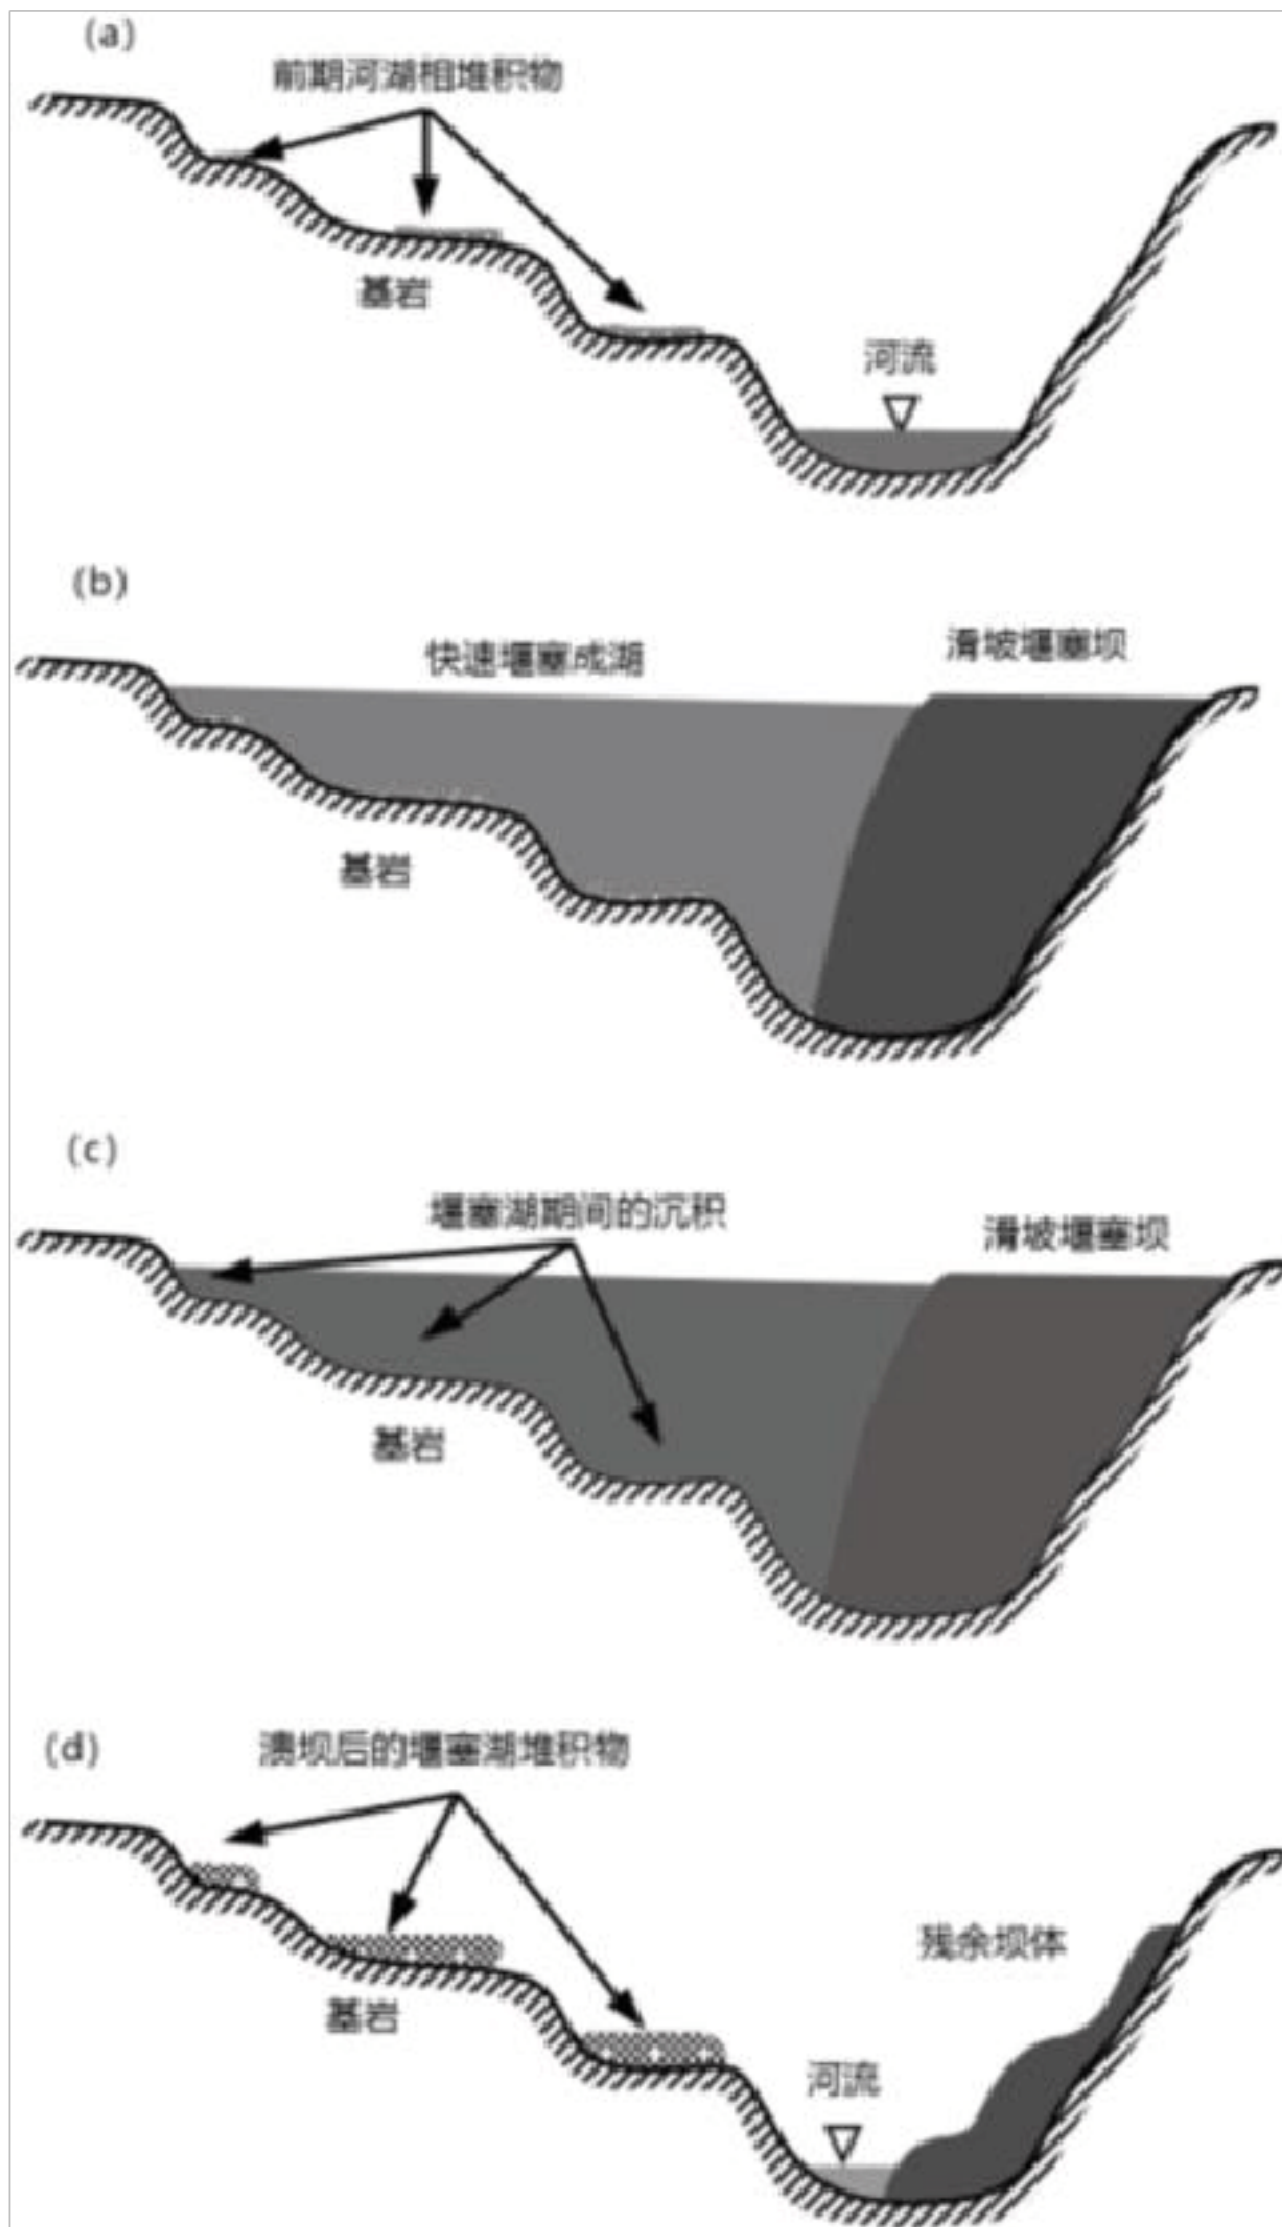 (a)
前期河湖相堆积物
基岩
河流
(b)
快速堰塞成湖
滑坡堰塞坝
基岩
(c)
堰塞湖期间的沉积
滑坡堰塞坝
基岩
(d)
溃坝后的堰塞湖堆积物
残余坝体
基岩
河流